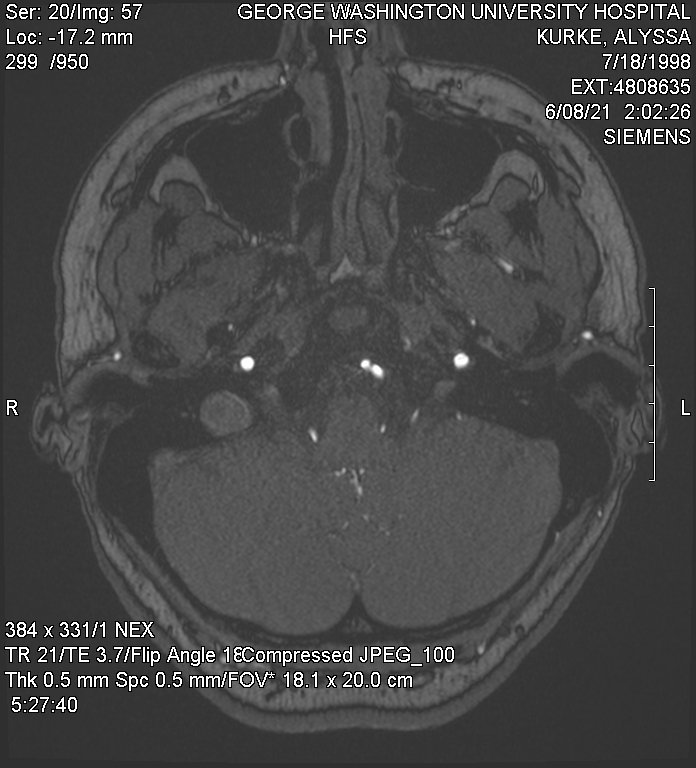 Ser: 20/Img: 57
Loc: -17.2 mm
299 /950
GEORGE WASHINGTON UNIVERSITY HOSPITAL
HFS
KURKE, ALYSSA
7/18/1998
EXT:4808635
6/08/21 2:02:26
SIEMENS
R
L
384 x 331/1 NEX
TR 21/TE 3.7/Flip Angle 18Compressed JPEG_100
Thk 0.5 mm Spc 0.5 mm/FOV* 18.1 x 20.0 cm
5:27:40